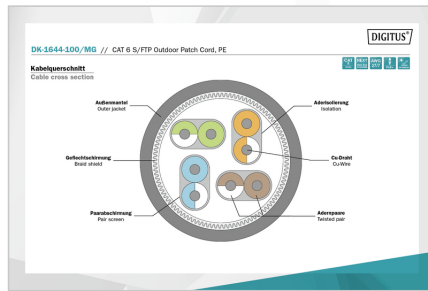 DIGITUS®
DK-1644-100/MG // CAT 6 S/FTP Outdoor Patch Cord, PE
Kabelquerschnitt
Cable cross section
Außenmantel
Outer jacket
Aderisolierung
Isolation
Geflechtschirmung
Braid shield
Cu-Draht
Cu-Wire
Paarabschirmung
Pair screen
Adernpaare
Twisted pair